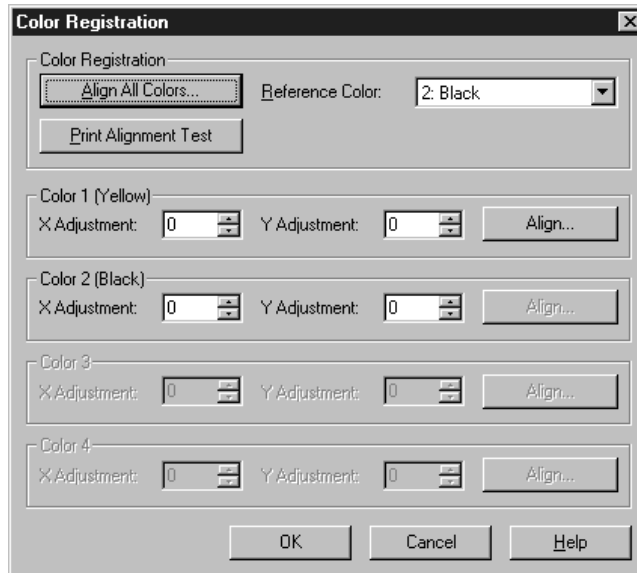 Color Registration
Color Registration
Align All Colors... Reference Color: 2: Black
Print Alignment Test
Color 1 (Yellow)
X Adjustment: 0 Y Adjustment: 0 Align...
Color 2 (Black)
X Adjustment: 0 Y Adjustment: 0 Align...
Color 3
X Adjustment: 0 Y Adjustment: 0 Align...
Color 4
X Adjustment: 0 Y Adjustment: 0 Align...
OK Cancel Help